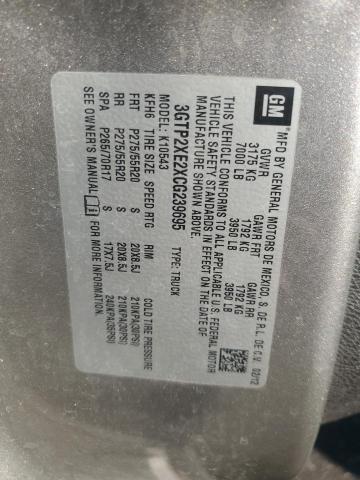 GM
MFD BY GENERAL MOTORS DE MEXICO, S. DE R.L. DE C.V. 02/12
GVWR GAWR FRT GAWR RR
3175 KG 1792 KG 1792 KG
7000 LB 3950 LB 3950 LB
THIS VEHICLE CONFORMS TO ALL APPLICABLE U.S. FEDERAL MOTOR
VEHICLE SAFETY STANDARDS IN EFFECT ON THE DATE OF
MANUFACTURE SHOWN ABOVE.
3GTP2XE2XCG239695 TYPE: TRUCK
MODEL: K10543
KFH6 TIRE SIZE SPEED RTG RIM COLD TIRE PRESSURE
FRT P275/55R20 S 20X8.5J 210KPA(30PSI)
RR P275/55R20 S 20X8.5J 210KPA(30PSI)
SPA P265/70R17 S 17X7.5J 240KPA(35PSI)
SEE OWNER'S MANUAL